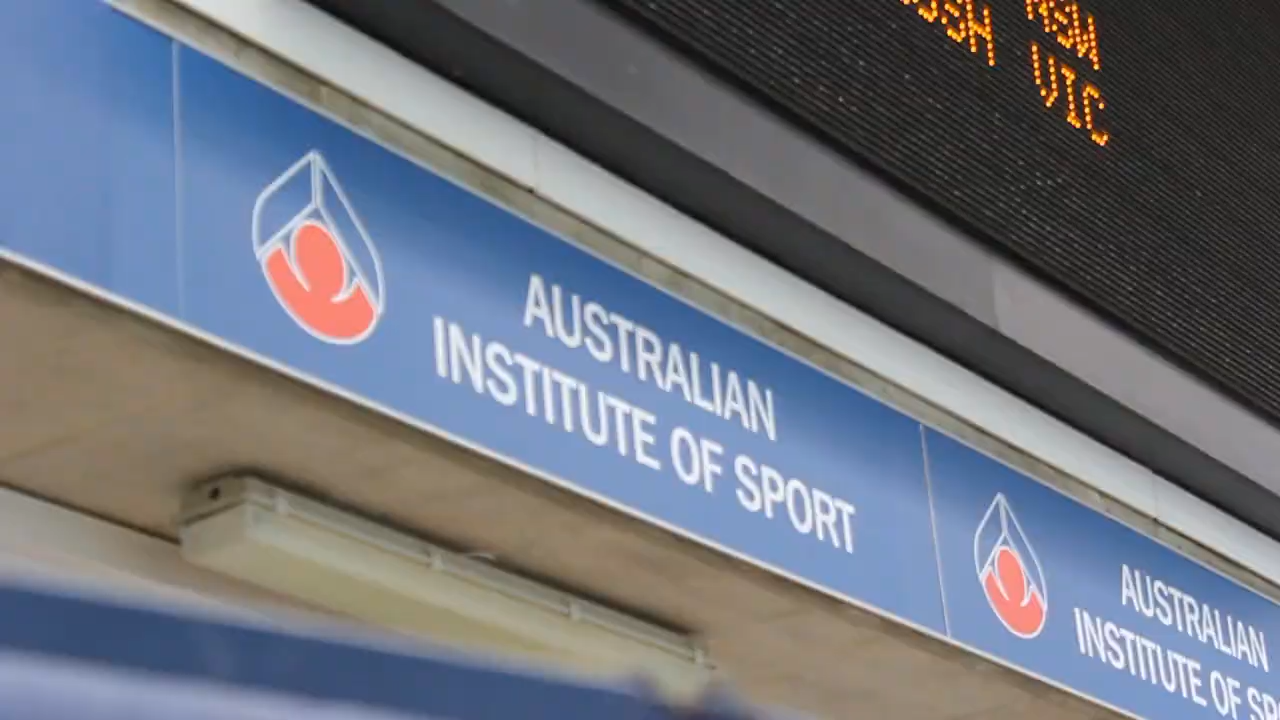 NSW
VIC
AUSTRALIAN
INSTITUTE OF SPORT
AUSTRALIAN
INSTITUTE OF